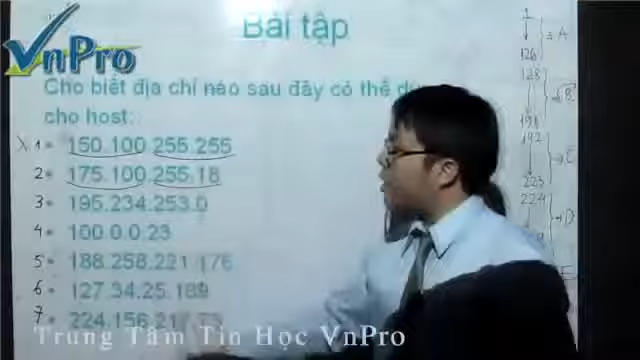 VnPro
Bài tập
Cho biết địa chỉ nào sau đây có thể
cho host:
X 1 150.100.255.255
2 175.100.255.18
3 195.234.253.0
4 100.0.0.23
5 188.258.221.176
6 127.34.25.189
7 224.156.217.73
1
126
A
128
B
191
192
C
223
224
D
E
Trung Tâm Tin Học VnPro